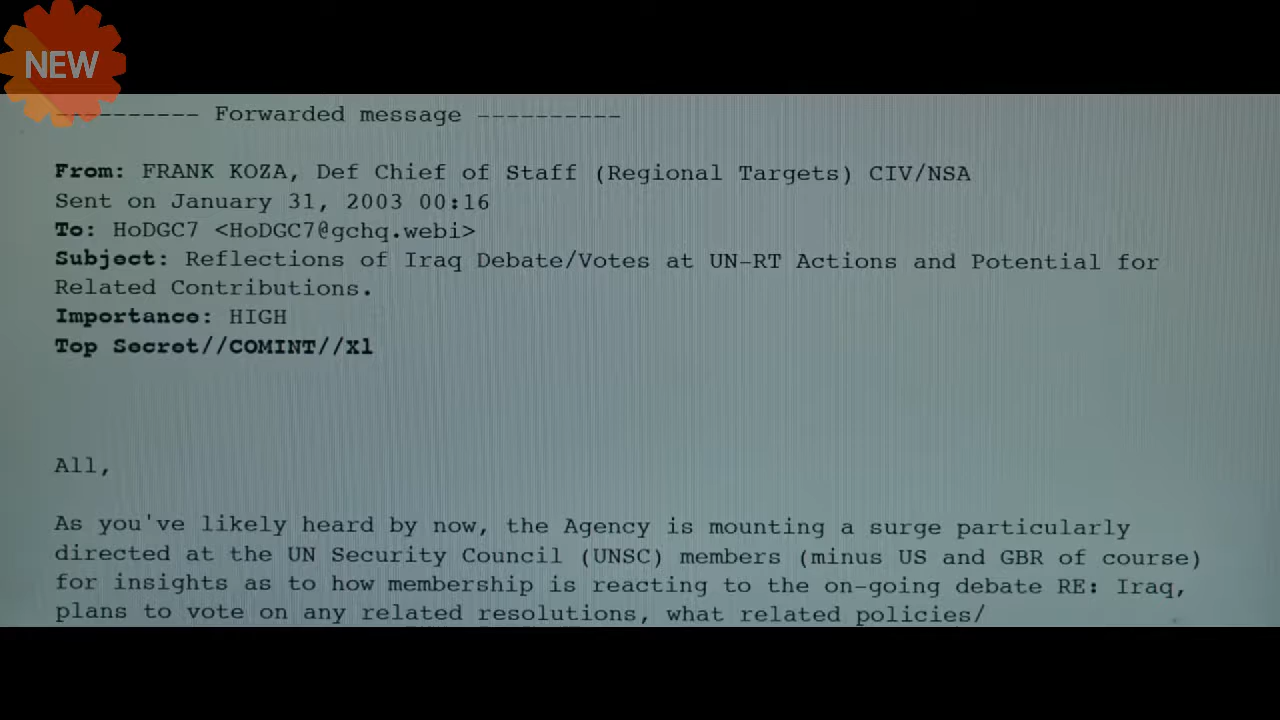 NEW
---------- Forwarded message ----------
From: FRANK KOZA, Def Chief of Staff (Regional Targets) CIV/NSA
Sent on January 31, 2003 00:16
To: HoDGC7 <HoDGC7@gchq.webi>
Subject: Reflections of Iraq Debate/Votes at UN-RT Actions and Potential for
Related Contributions.
Importance: HIGH
Top Secret//COMINT//X1
All,
As you've likely heard by now, the Agency is mounting a surge particularly
directed at the UN Security Council (UNSC) members (minus US and GBR of course)
for insights as to how membership is reacting to the on-going debate RE: Iraq,
plans to vote on any related resolutions, what related policies/